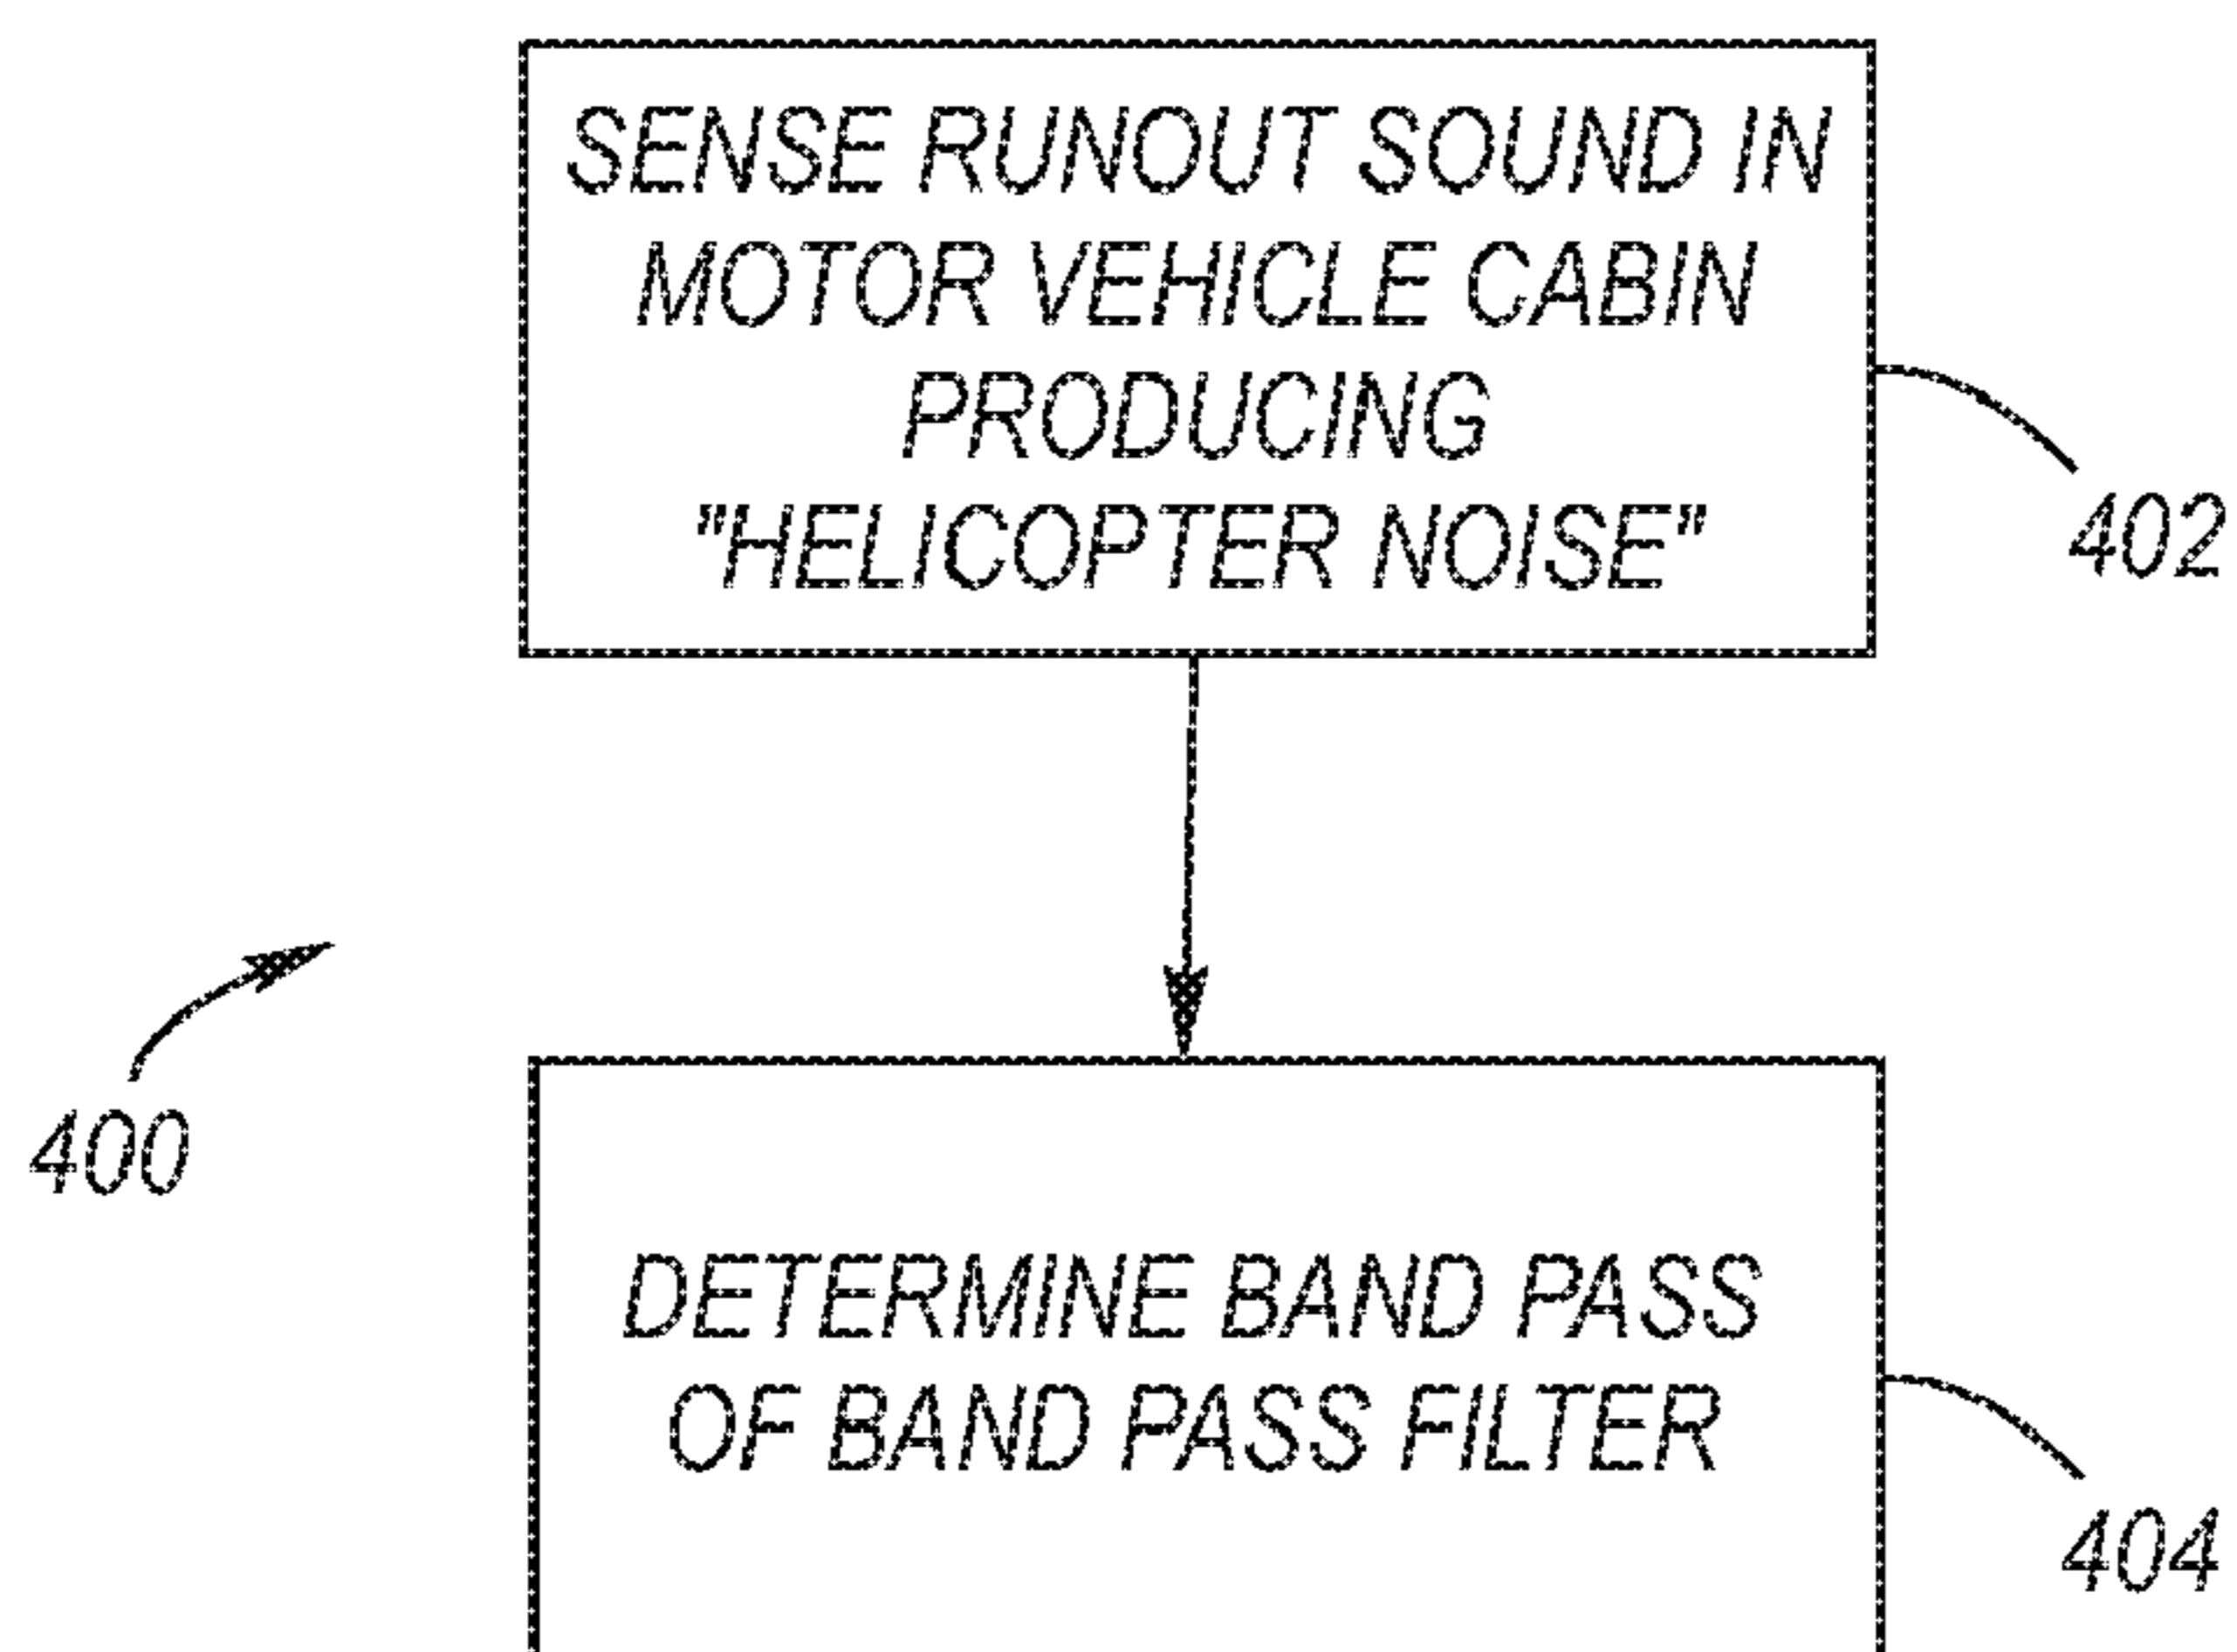 SENSE RUNOUT SOUND IN
MOTOR VEHICLE CABIN
PRODUCING
"HELICOPTER NOISE"
402
400
DETERMINE BAND PASS
OF BAND PASS FILTER
404